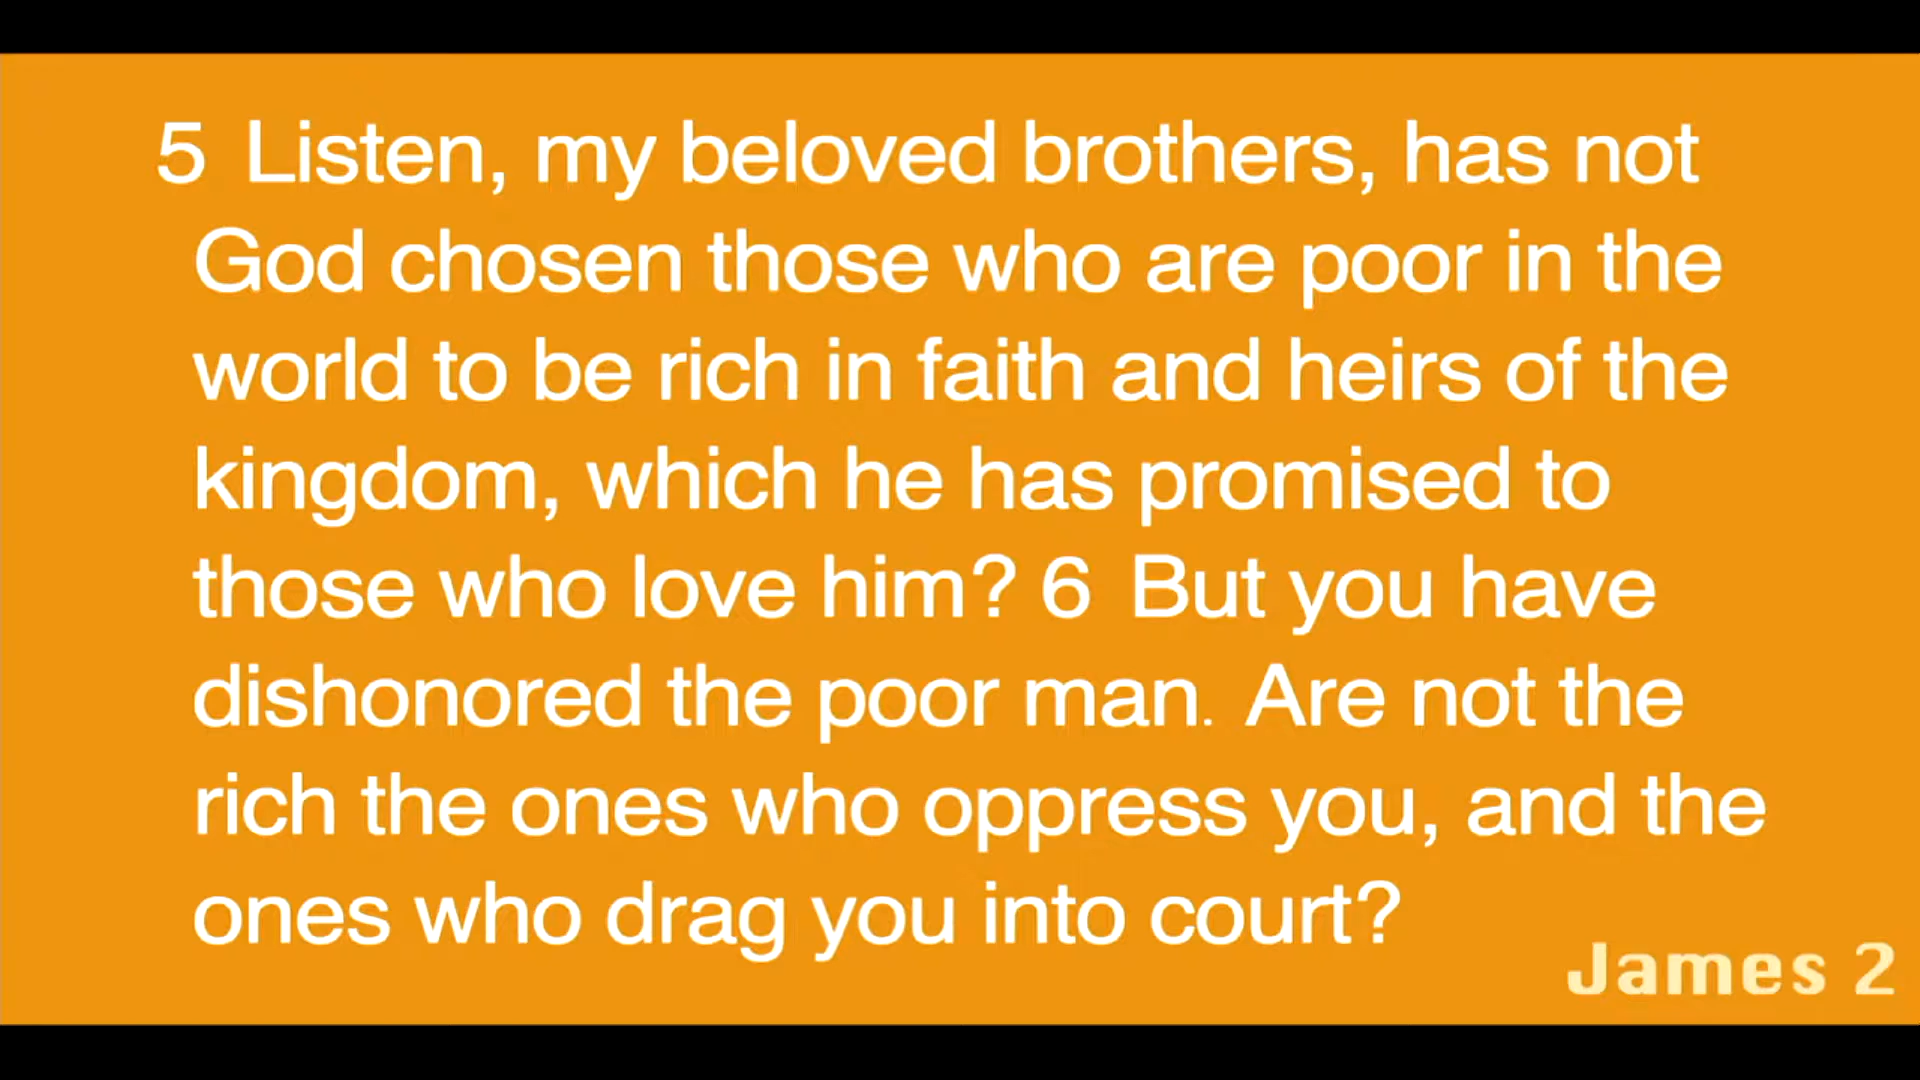 5 Listen, my beloved brothers, has not
God chosen those who are poor in the
world to be rich in faith and heirs of the
kingdom, which he has promised to
those who love him? 6 But you have
dishonored the poor man. Are not the
rich the ones who oppress you, and the
ones who drag you into court?
James 2